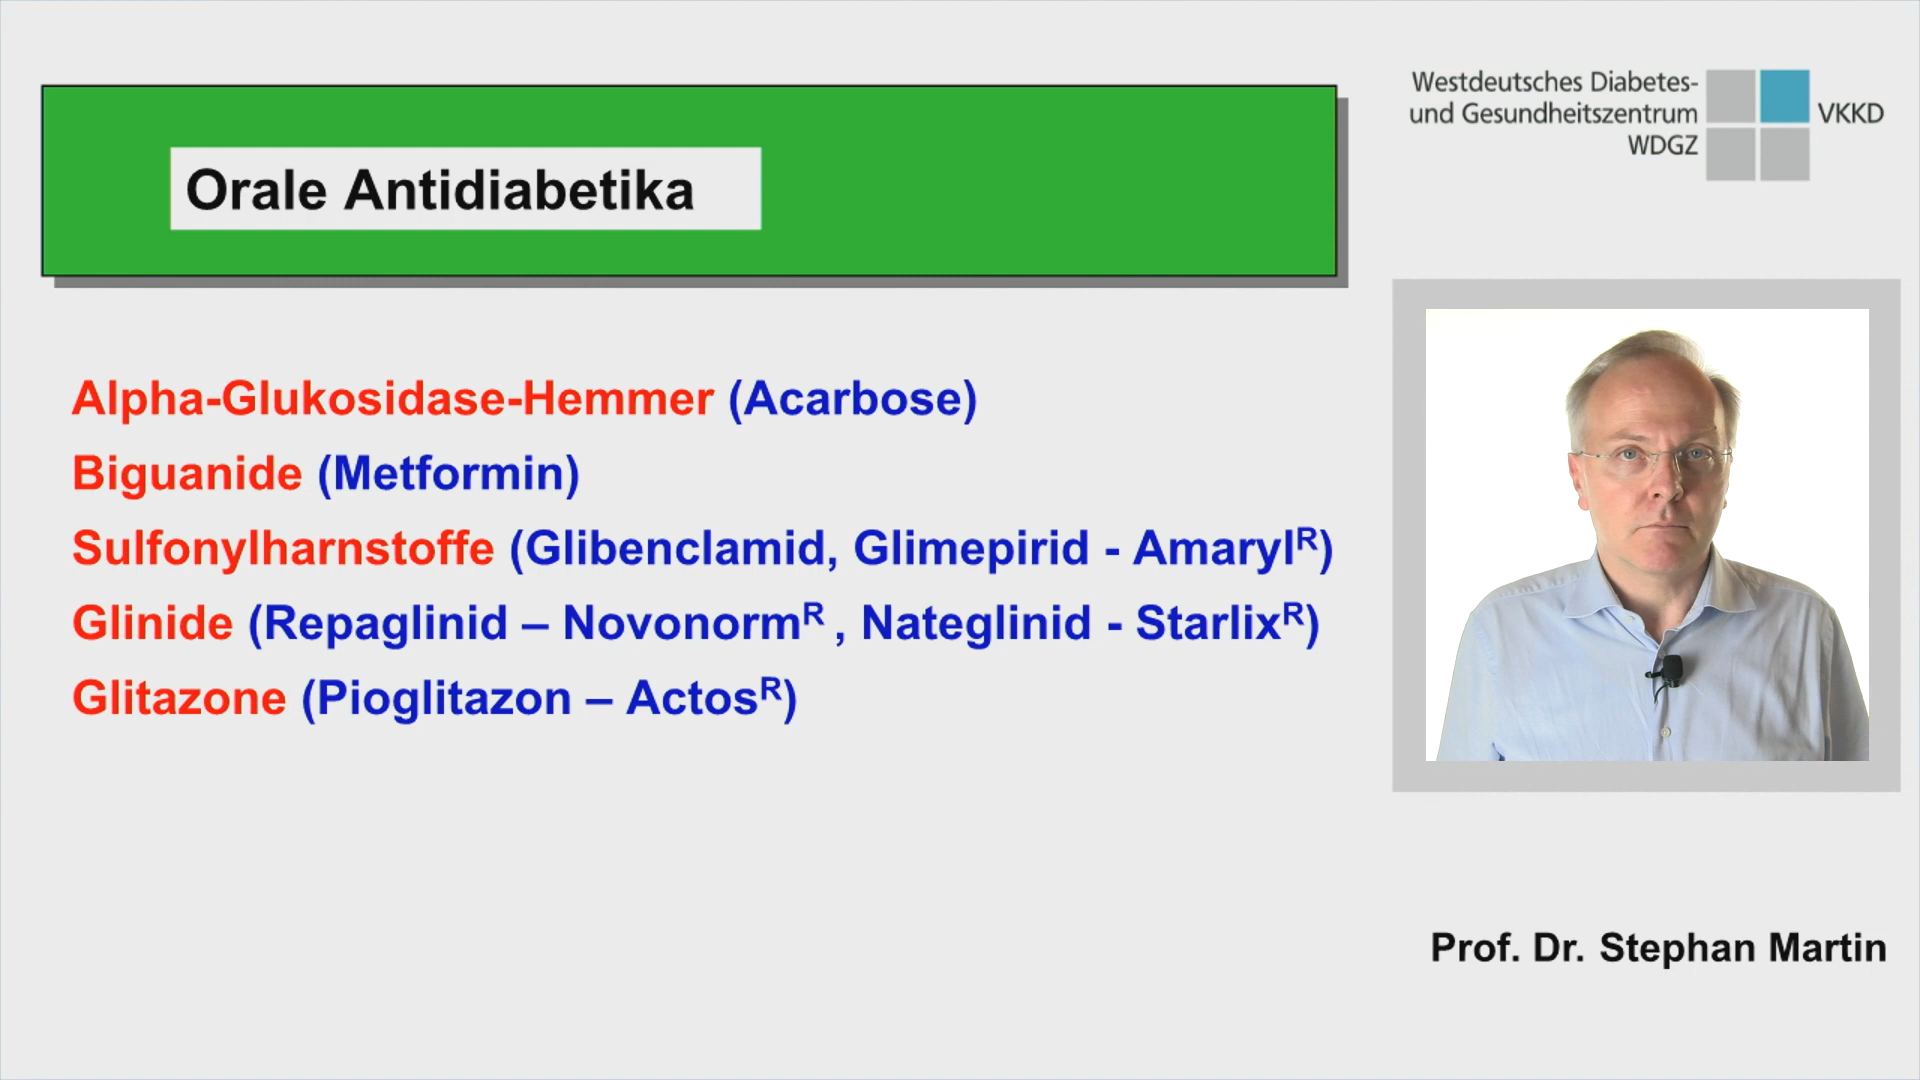 Westdeutsches Diabetes-
und Gesundheitszentrum
WDGZ
VKKD
Orale Antidiabetika
Alpha-Glukosidase-Hemmer (Acarbose)
Biguanide (Metformin)
Sulfonylharnstoffe (Glibenclamid, Glimepirid - Amarylᴿ)
Glinide (Repaglinid – Novonormᴿ , Nateglinid - Starlixᴿ)
Glitazone (Pioglitazon – Actosᴿ)
Prof. Dr. Stephan Martin